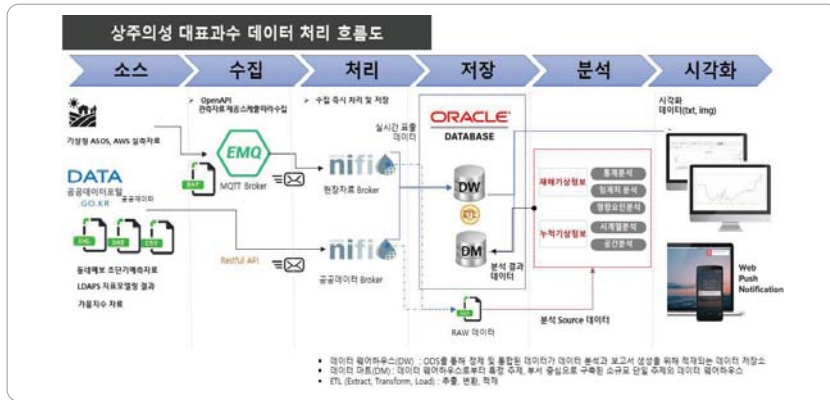 상주의성 대표과수 데이터 처리 흐름도
소스
수집
처리
저장
분석
시각화
기상청 ASOS, AWS 실측자료
DATA
공공데이터포털
.GO.KR
공공데이터
CSV
동네예보 초단기예측자료
LDAPS 지표모델링 결과
가뭄지수 자료
➢ OpenAPI
관측자료 제공스케줄따라수집
EMQ
MQTT Broker
Restful API
➢ 수집 즉시 처리 및 저장
nifi
현장자료 Broker
nifi
공공데이터 Broker
실시간 표출
데이터
ORACLE
DATABASE
DW
ETL
DM
분석 결과
데이터
RAW 데이터
재해기상정보
누적기상정보
통계분석
임계치 분석
영향요인분석
시계열분석
공간분석
분석 Source 데이터
시각화
데이터(txt, img)
Web
Push
Notification
• 데이터 웨어하우스(DW) : ODS를 통해 정제 및 통합된 데이터가 데이터 분석과 보고서 생성을 위해 적재되는 데이터 저장소
• 데이터 마트(DM) : 데이터 웨어하우스로부터 특정 주제, 부서 중심으로 구축된 소규모 단일 주제의 데이터 웨어하우스
• ETL (Extract, Transform, Load) : 추출, 변환, 적재